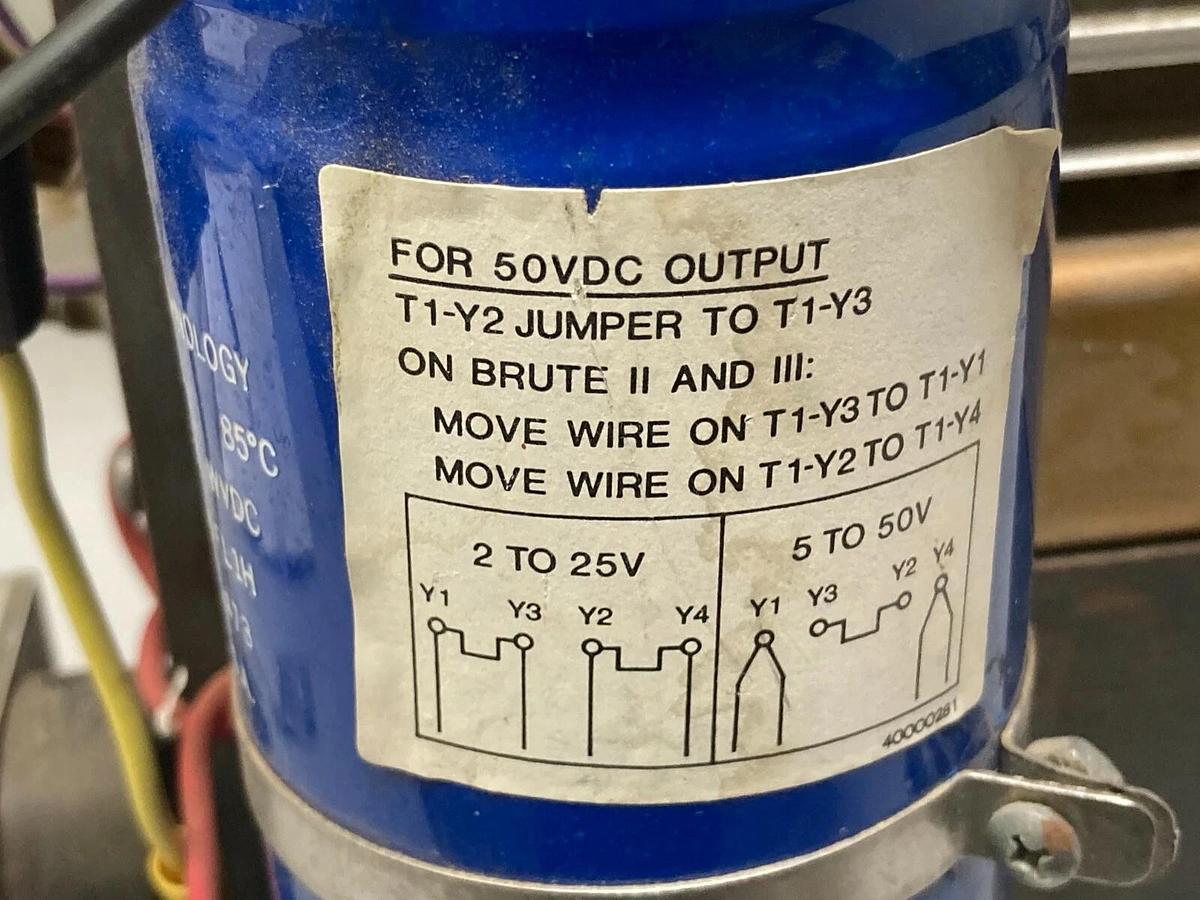 FOR 50VDC OUTPUT
T1-Y2 JUMPER TO T1-Y3
ON BRUTE II AND III:
MOVE WIRE ON T1-Y3 TO T1-Y1
MOVE WIRE ON T1-Y2 TO T1-Y4
2 TO 25V
Y1 Y3 Y2 Y4
5 TO 50V
Y1 Y3 Y2 Y4
40000281
OLOGY
85°C
VDC